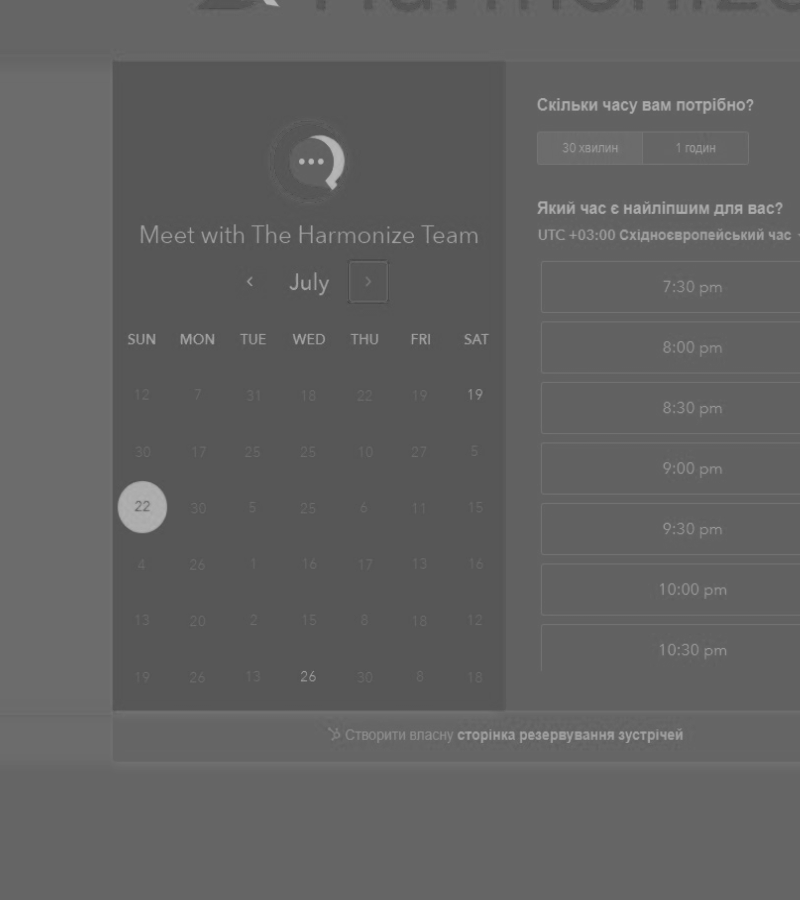 Harmonize
Meet with The Harmonize Team
July
SUN MON TUE WED THU FRI SAT
12 7 31 18 22 19 19
30 17 25 25 10 27 5
22 30 5 25 6 11 15
4 26 1 16 17 13 16
13 20 2 15 8 18 12
19 26 13 26 30 8 18
Скільки часу вам потрібно?
30 хвилин 1 годин
Який час є найліпшим для вас?
UTC +03:00 Східноєвропейський час
7:30 pm
8:00 pm
8:30 pm
9:00 pm
9:30 pm
10:00 pm
10:30 pm
Створити власну сторінка резервування зустрічей